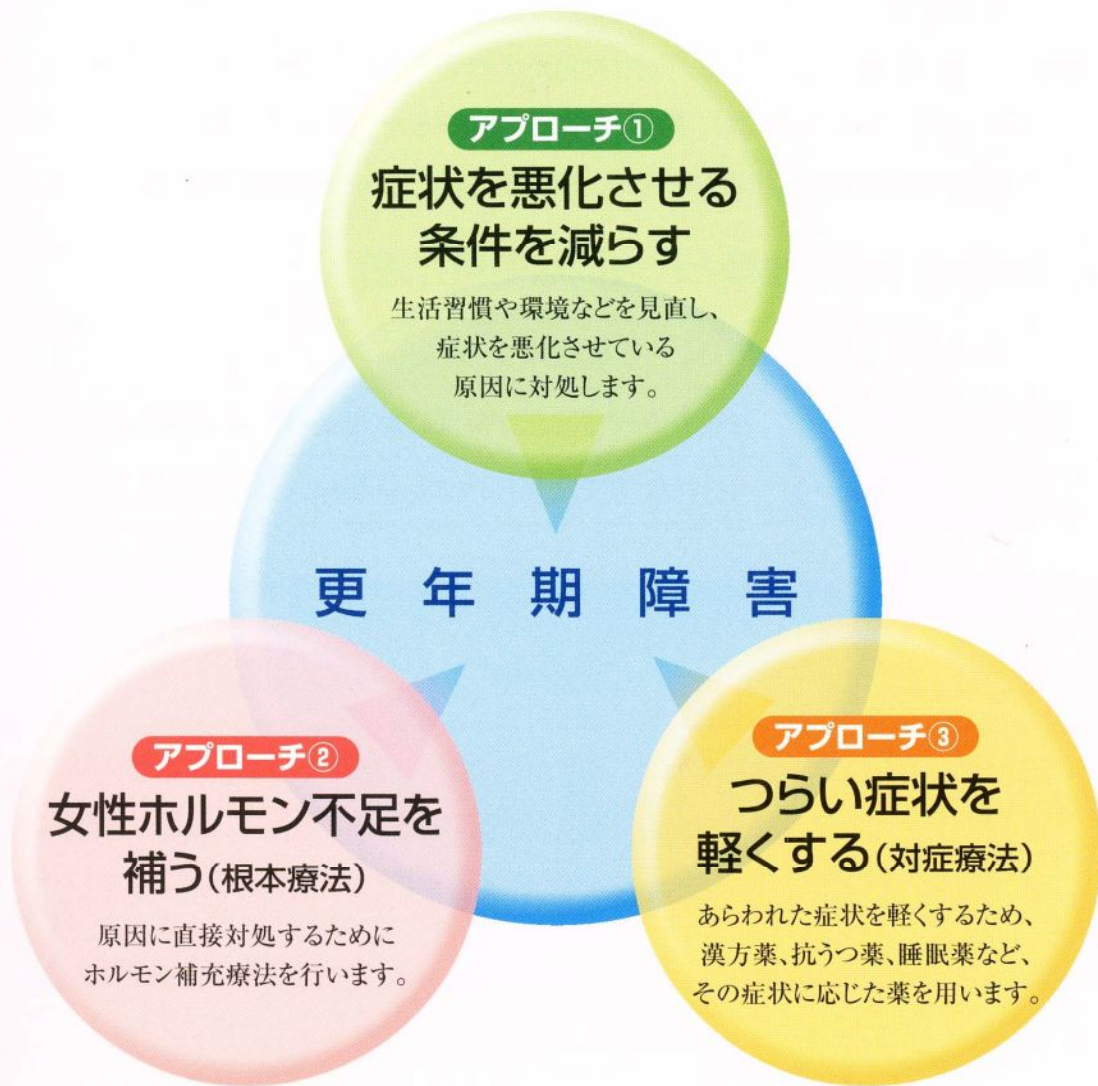 アプローチ①
症状を悪化させる
条件を減らす
生活習慣や環境などを見直し、
症状を悪化させている
原因に対処します。
更年期障害
アプローチ②
女性ホルモン不足を
補う(根本療法)
原因に直接対処するために
ホルモン補充療法を行います。
アプローチ③
つらい症状を
軽くする(対症療法)
あらわれた症状を軽くするため、
漢方薬、抗うつ薬、睡眠薬など、
その症状に応じた薬を用います。